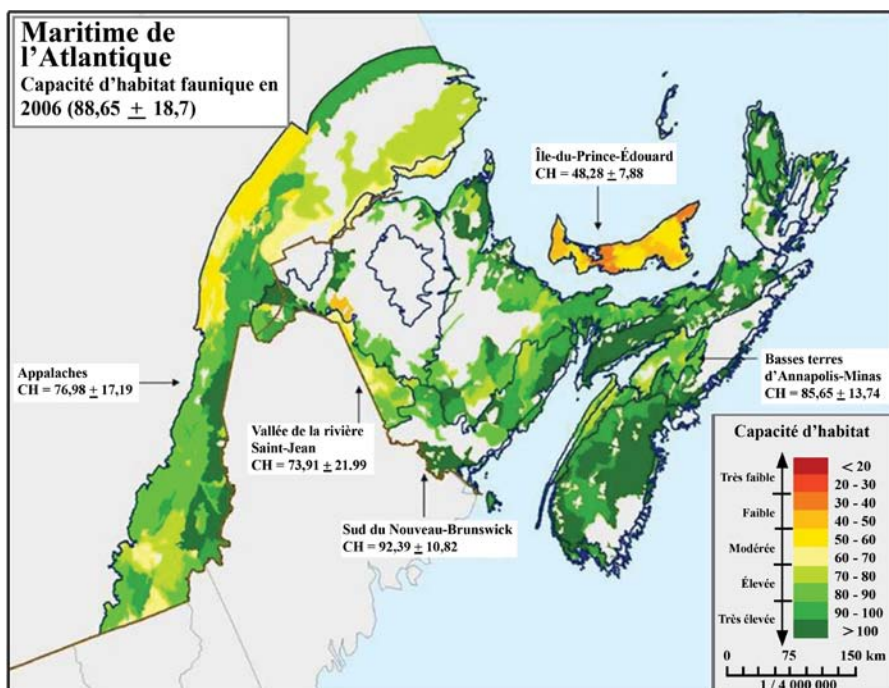 Maritime de
l'Atlantique
Capacité d'habitat faunique en
2006 (88,65 ± 18,7)
Île-du-Prince-Édouard
CH = 48,28 ± 7,88
Appalaches
CH = 76,98 ± 17,19
Vallée de la rivière
Saint-Jean
CH = 73,91 ± 21.99
Sud du Nouveau-Brunswick
CH = 92,39 ± 10,82
Basses terres
d'Annapolis-Minas
CH = 85,65 ± 13,74
Capacité d'habitat
Très faible
Faible
Modérée
Élevée
Très élevée
< 20
20 - 30
30 - 40
40 - 50
50 - 60
60 - 70
70 - 80
80 - 90
90 - 100
> 100
0 75 150 km
1 / 4 000 000